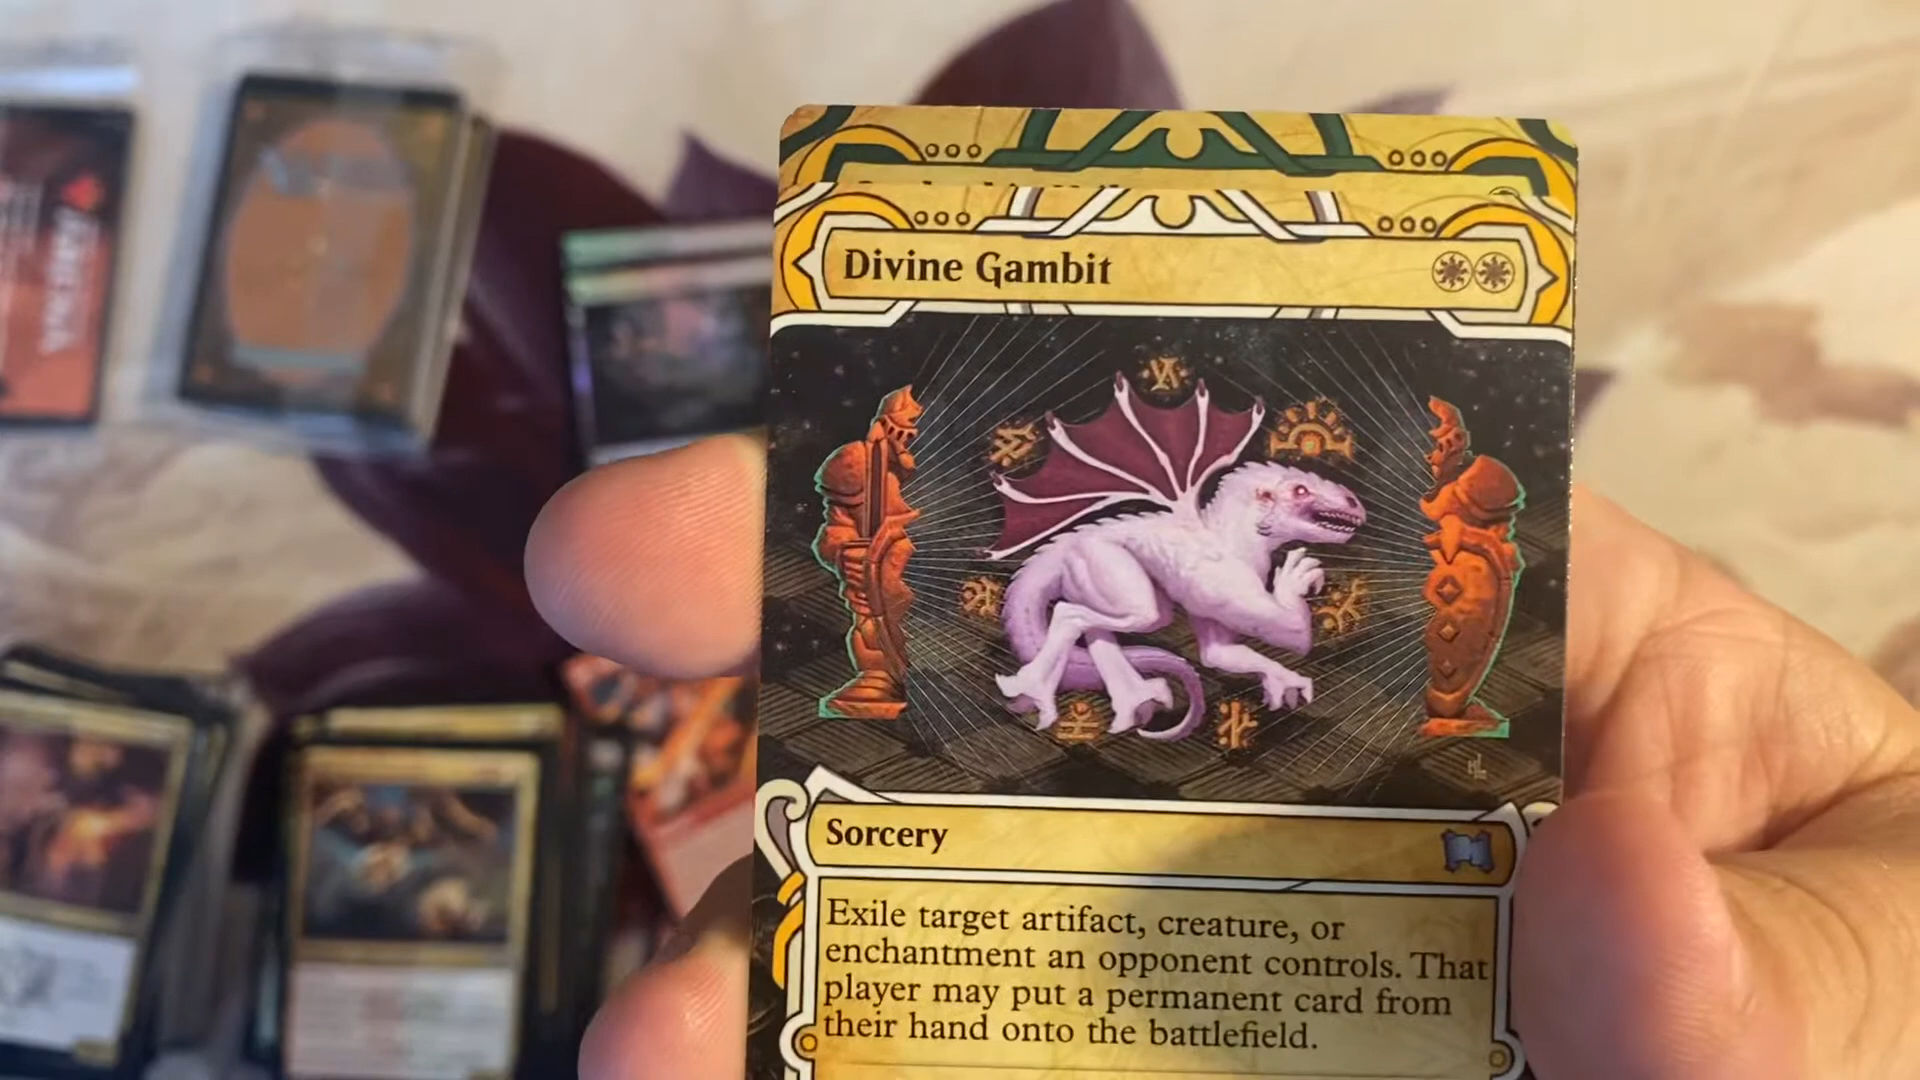 Divine Gambit
Sorcery
Exile target artifact, creature, or
enchantment an opponent controls. That
player may put a permanent card from
their hand onto the battlefield.
ARENA